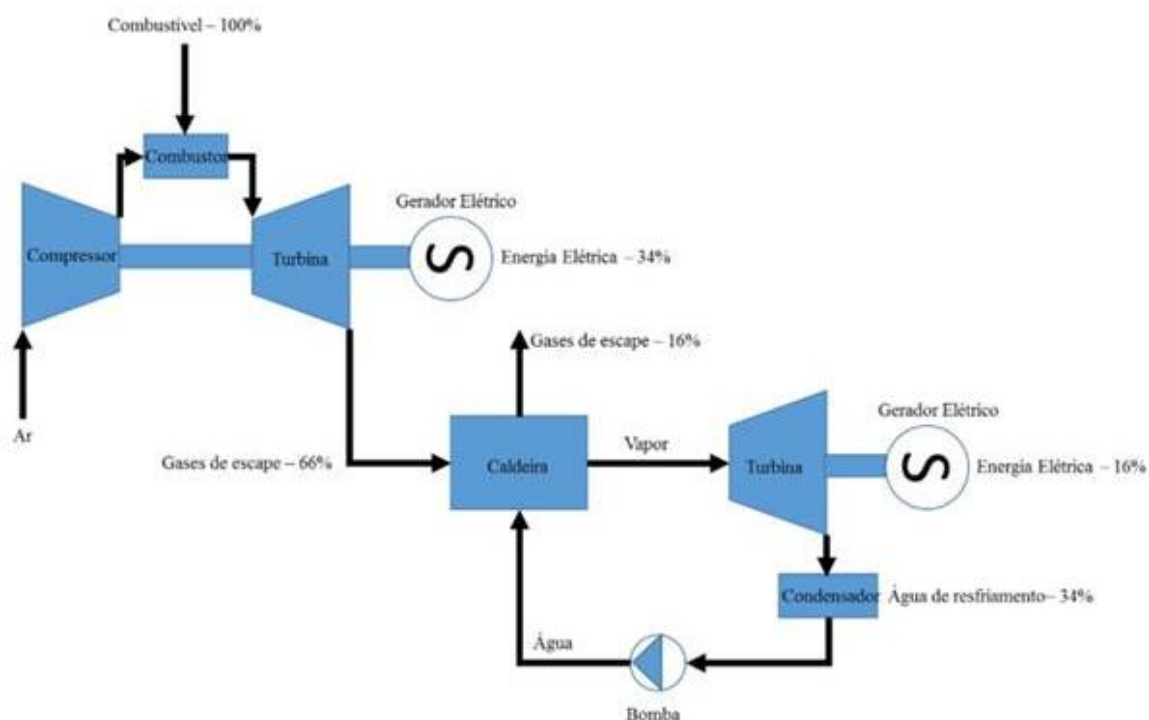 Combustível – 100%
Combustor
Gerador Elétrico
Compressor
Turbina
Energia Elétrica – 34%
Gases de escape – 16%
Ar
Gases de escape – 66%
Caldeira
Vapor
Turbina
Gerador Elétrico
Energia Elétrica – 16%
Condensador
Água de resfriamento– 34%
Água
Bomba